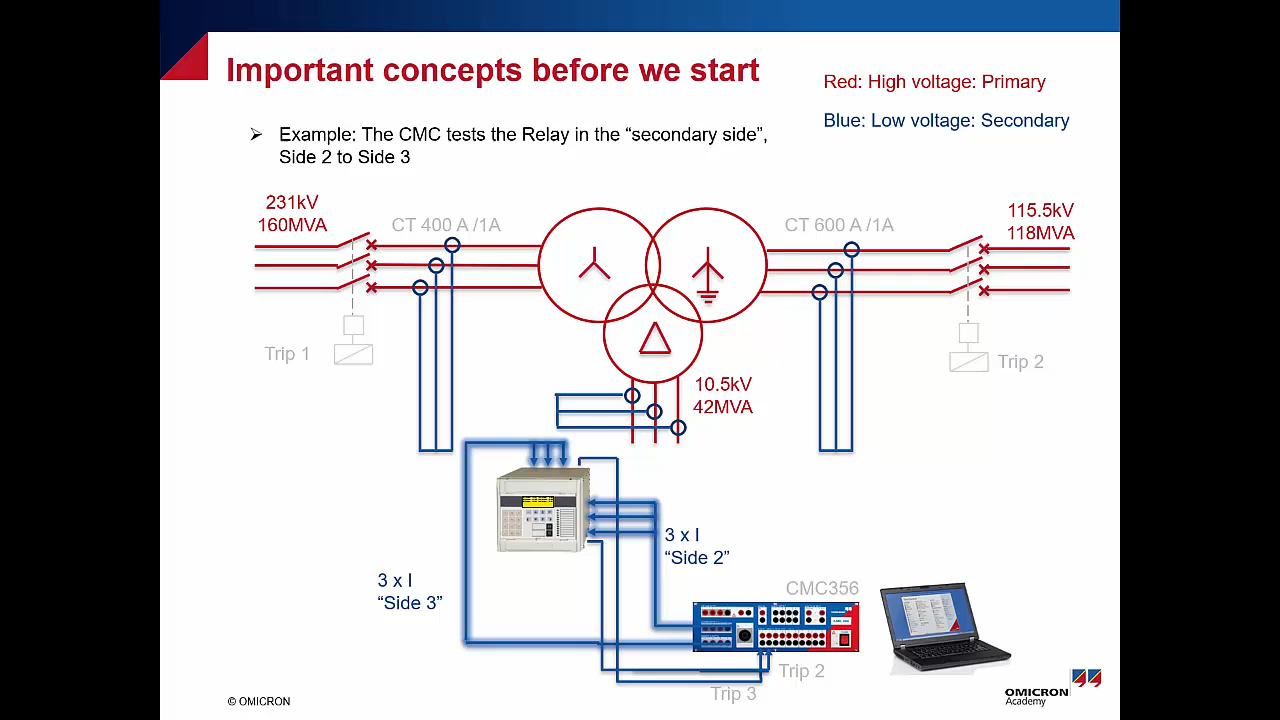 Important concepts before we start
Red: High voltage: Primary
Blue: Low voltage: Secondary
➢ Example: The CMC tests the Relay in the “secondary side”,
Side 2 to Side 3
231kV
160MVA
CT 400 A /1A
CT 600 A /1A
115.5kV
118MVA
Trip 1
Trip 2
10.5kV
42MVA
3 x I
“Side 2”
3 x I
“Side 3”
CMC356
Trip 2
Trip 3
© OMICRON
OMICRON
Academy